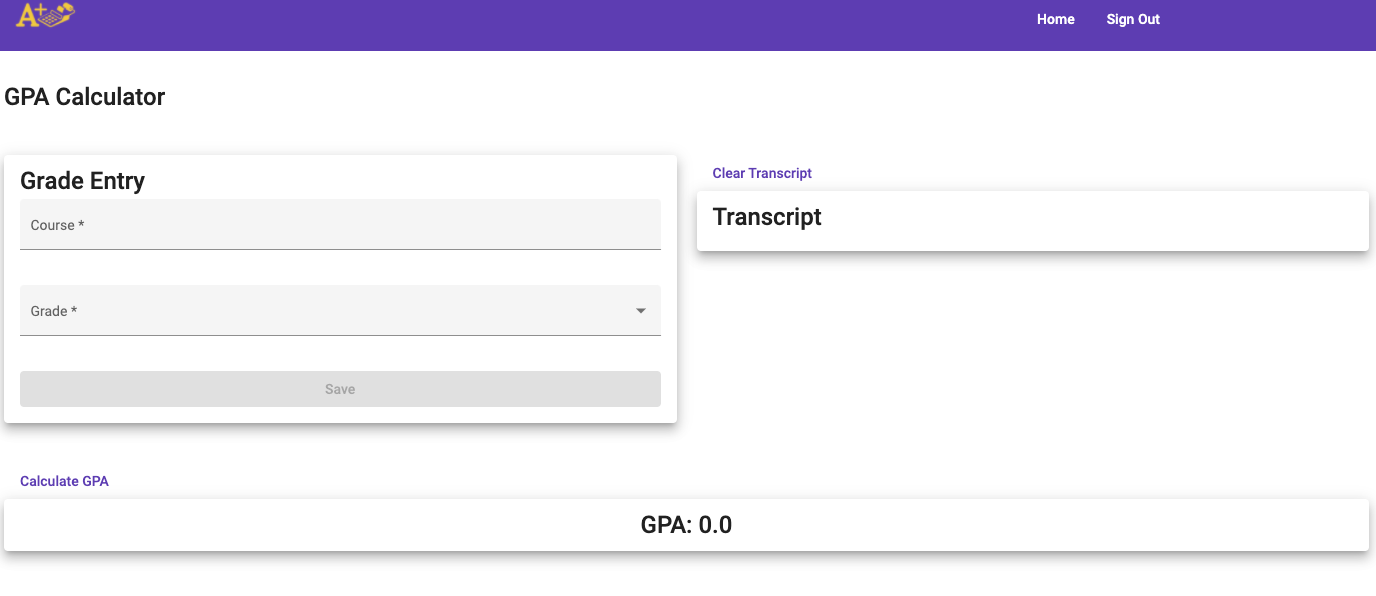 A+
Home
Sign Out
GPA Calculator
Grade Entry
Course *
Grade *
Save
Clear Transcript
Transcript
Calculate GPA
GPA: 0.0